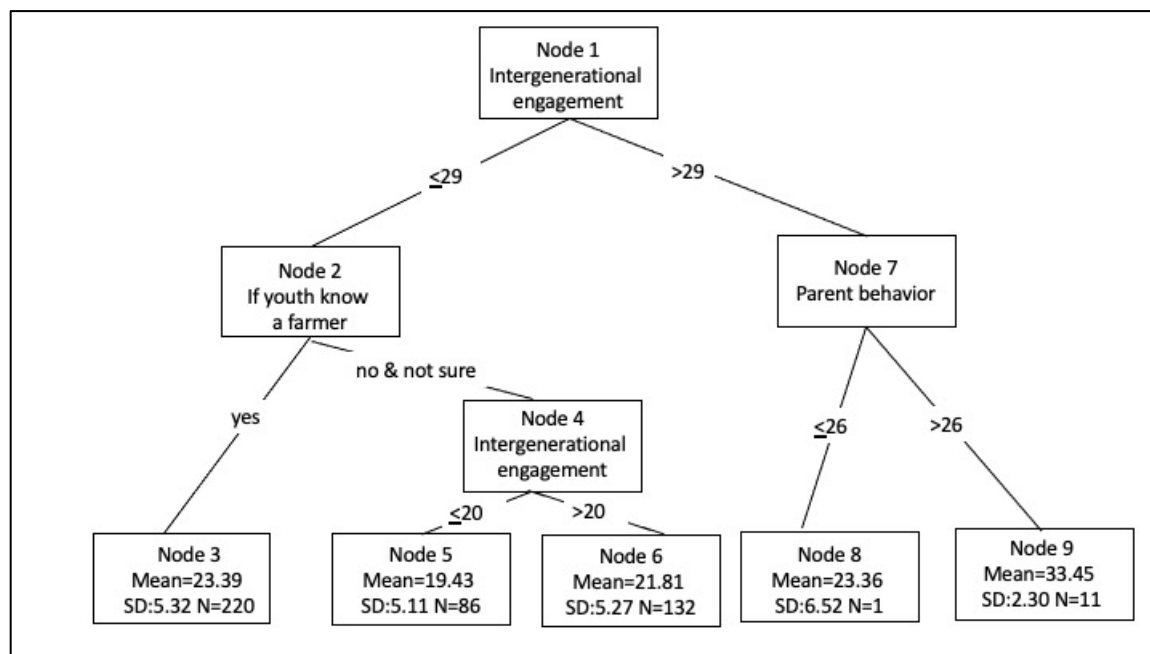 Node 1
Intergenerational
engagement
≤29
>29
Node 2
If youth know
a farmer
Node 7
Parent behavior
no & not sure
yes
Node 4
Intergenerational
engagement
≤26
>26
≤20
>20
Node 3
Mean=23.39
SD:5.32 N=220
Node 5
Mean=19.43
SD:5.11 N=86
Node 6
Mean=21.81
SD:5.27 N=132
Node 8
Mean=23.36
SD:6.52 N=1
Node 9
Mean=33.45
SD:2.30 N=11